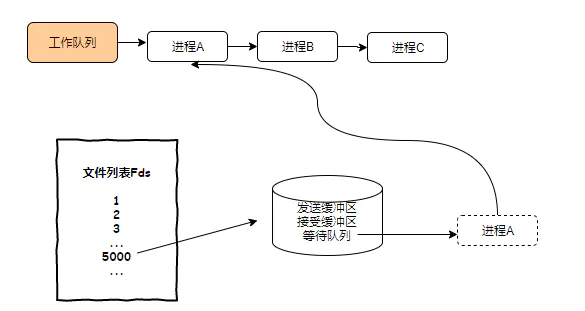 工作队列
进程A
进程B
进程C
文件列表Fds
1
2
3
...
5000
...
发送缓冲区
接受缓冲区
等待队列
进程A